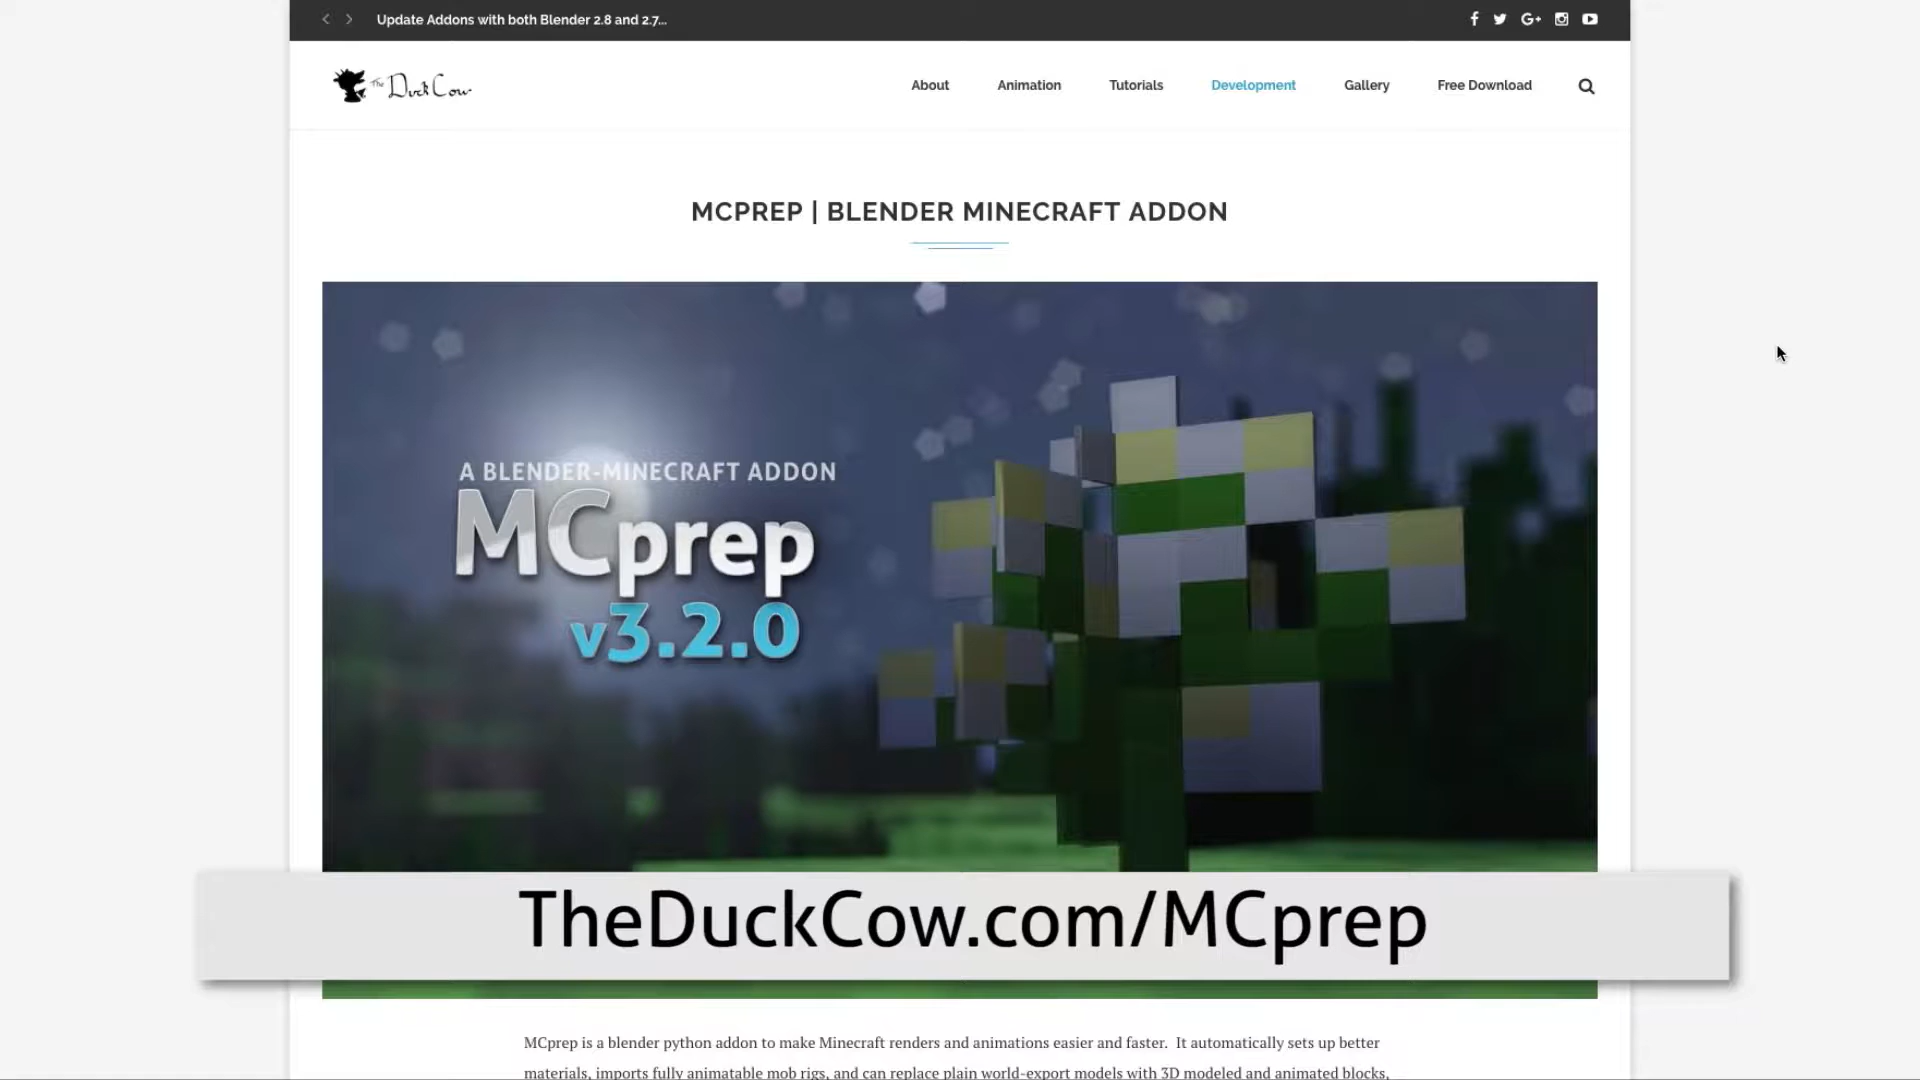 Update Addons with both Blender 2.8 and 2.7...
The DuckCow
About Animation Tutorials Development Gallery Free Download
MCPREP | BLENDER MINECRAFT ADDON
A BLENDER-MINECRAFT ADDON
MCprep
v3.2.0
TheDuckCow.com/MCprep
MCprep is a blender python addon to make Minecraft renders and animations easier and faster. It automatically sets up better
materials, imports fully animatable mob rigs, and can replace plain world-export models with 3D modeled and animated blocks,